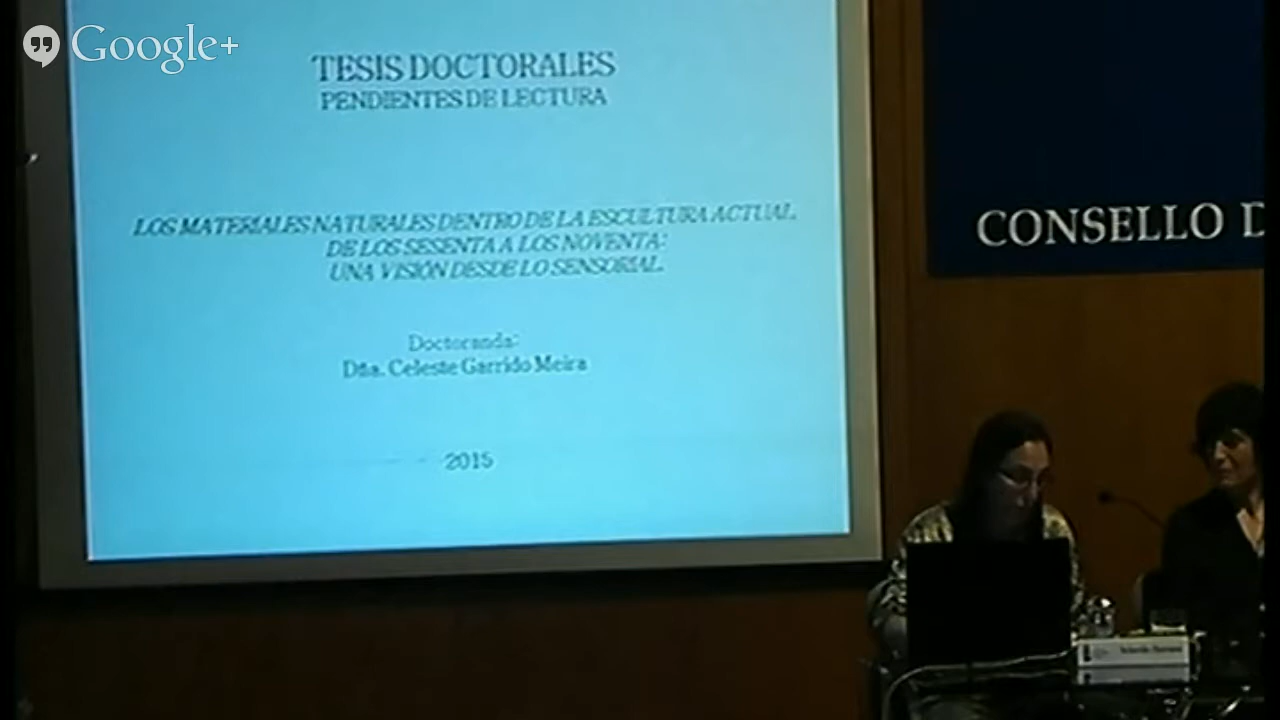 Google+
TESIS DOCTORALES
PENDIENTES DE LECTURA
LOS MATERIALES NATURALES DENTRO DE LA ESCULTURA ACTUAL
DE LOS SESENTA A LOS NOVENTA:
UNA VISIÓN DESDE LO SENSORIAL.
Doctoranda:
Dña. Celeste Garrido Meira
2015
CONSELLO D